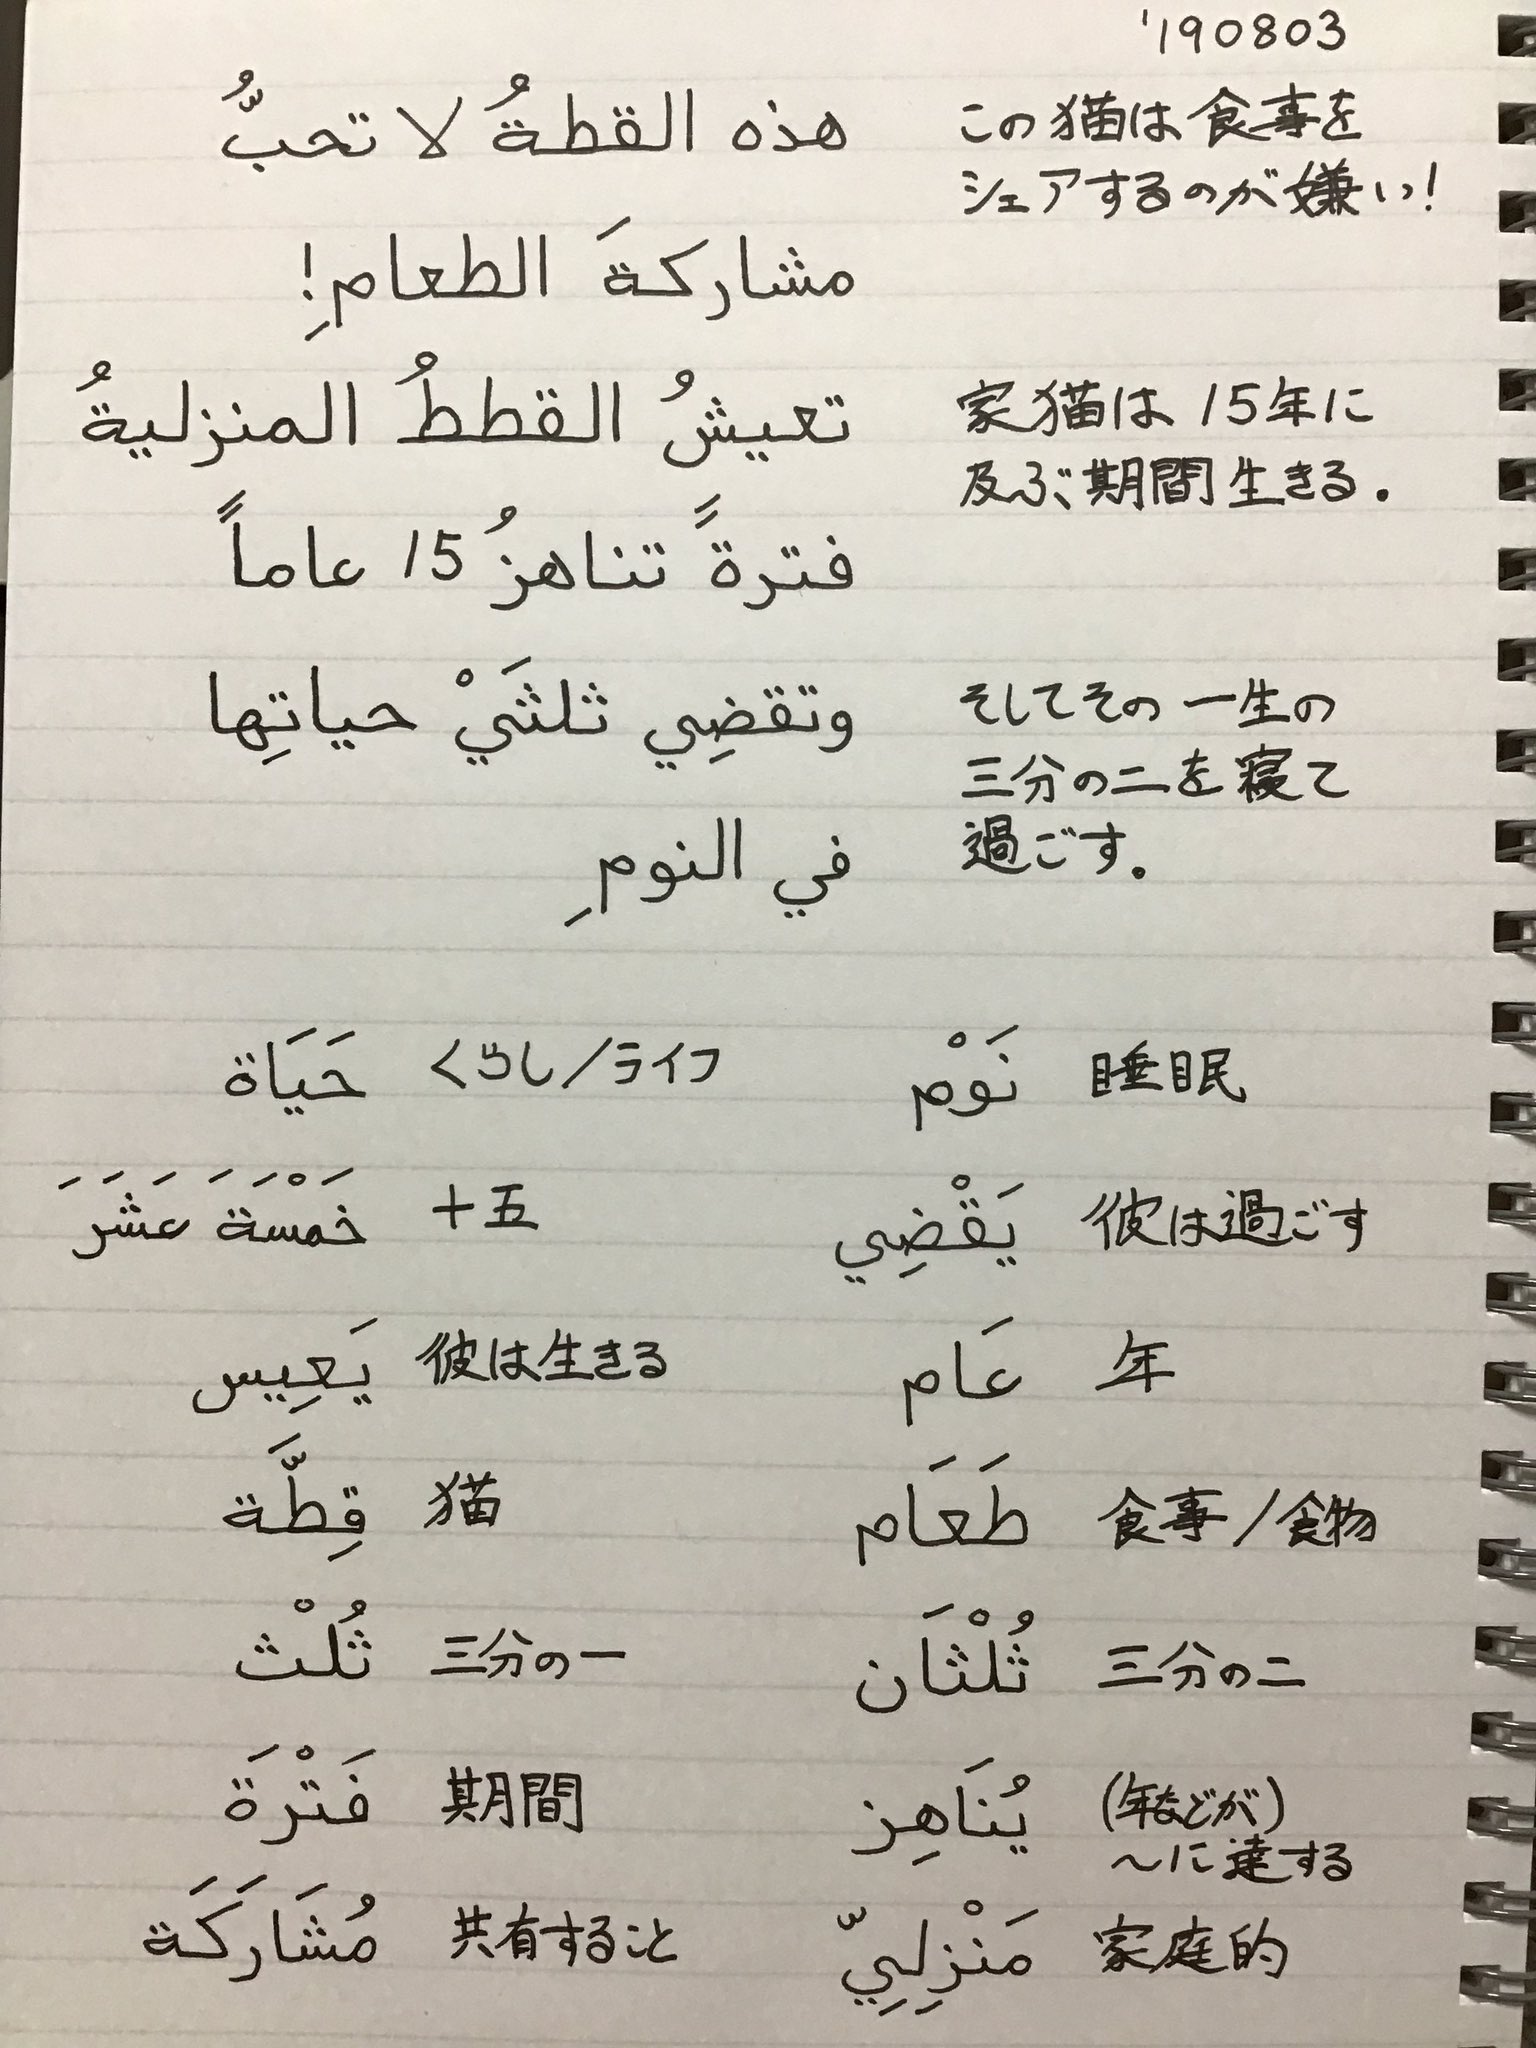 '190803
هذه القطةُ لا تحبُّ
この猫は食事を
シェアするのが嫌い!
مشاركةَ الطعامِ!
تعيشُ القططُ المنزليةُ
家猫は15年に
及ぶ期間生きる.
فترةً تناهزُ 15 عاماً
وتقضِي ثلثَيْ حياتِها
そしてその一生の
三分の二を寝て
過ごす.
في النومِ
حَيَاة くらし/ライフ
نَوْم 睡眠
خَمْسَةَ عَشَرَ 十五
يَقْضِي 彼は過ごす
يَعِيس 彼は生きる
عَام 年
قِطَّة 猫
طَعَام 食事/食物
ثُلْث 三分の一
ثُلْثَان 三分の二
فَتْرَة 期間
يُنَاهِز (年などが)
~に達する
مُشَارَكَة 共有すること
مَنْزِلِيّ 家庭的